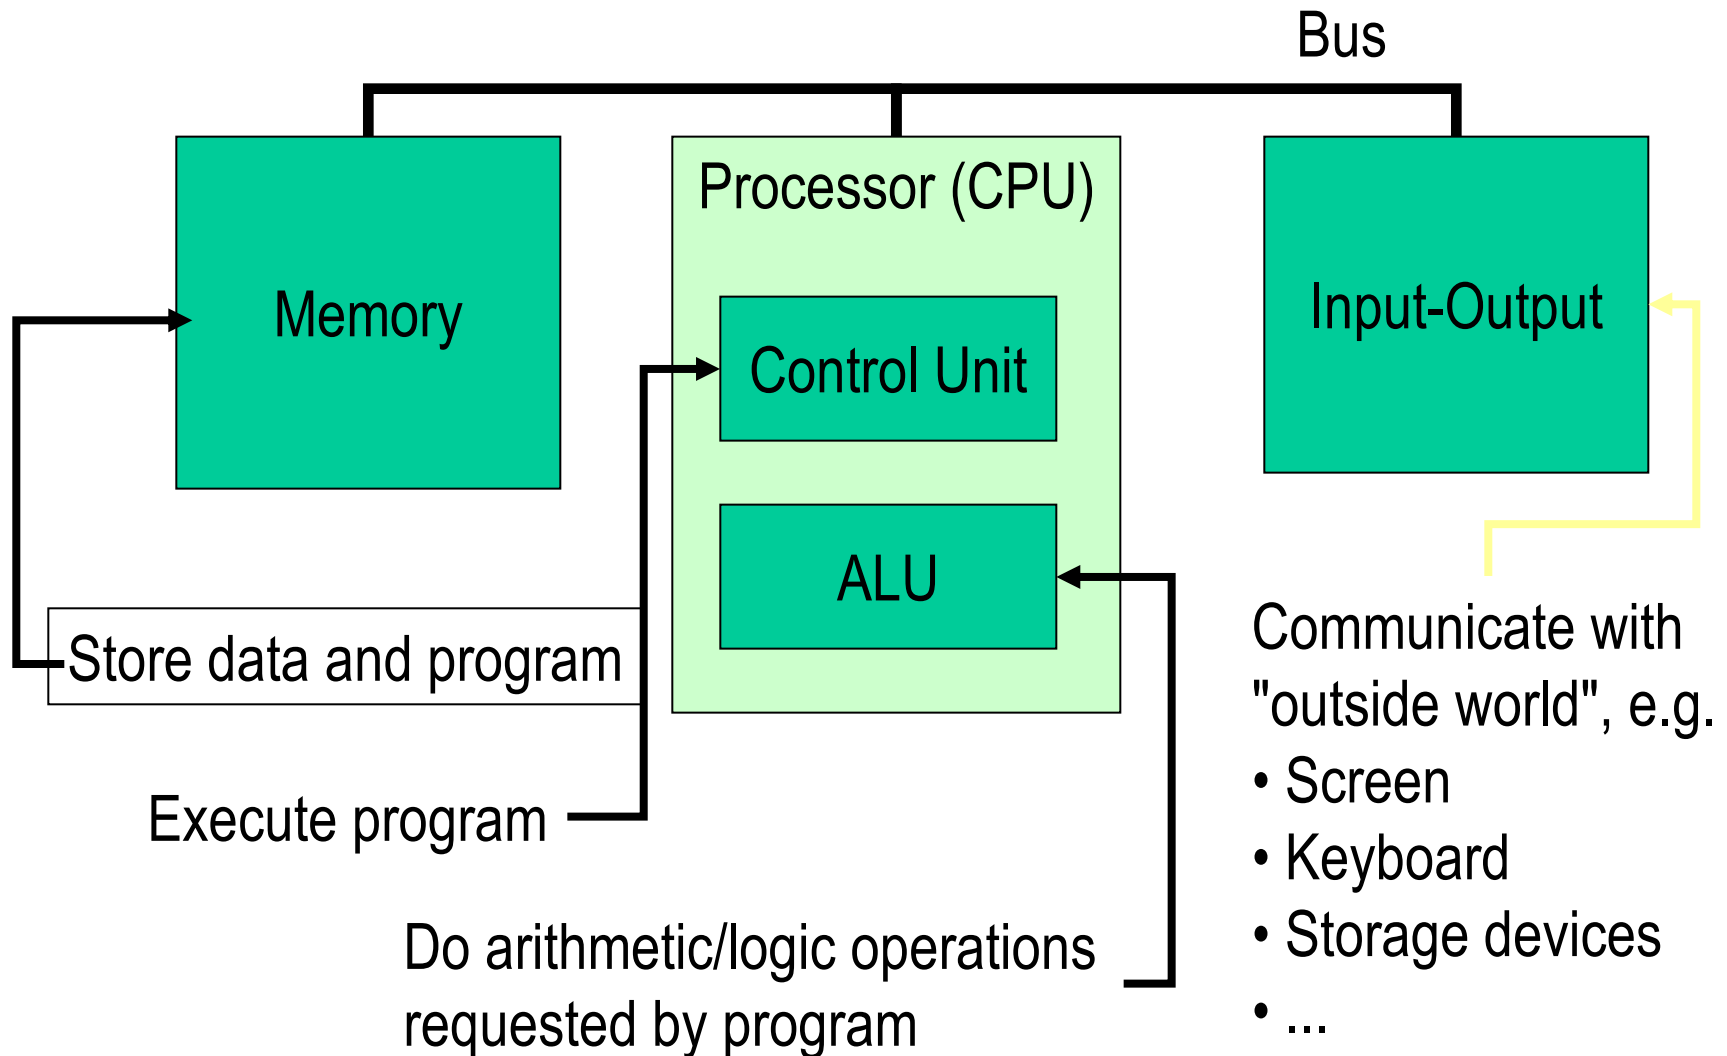 Bus
Processor (CPU)
Memory
Input-Output
Control Unit
ALU
Store data and program
Execute program
Do arithmetic/logic operations
requested by program
Communicate with
"outside world", e.g.
• Screen
• Keyboard
• Storage devices
• ...